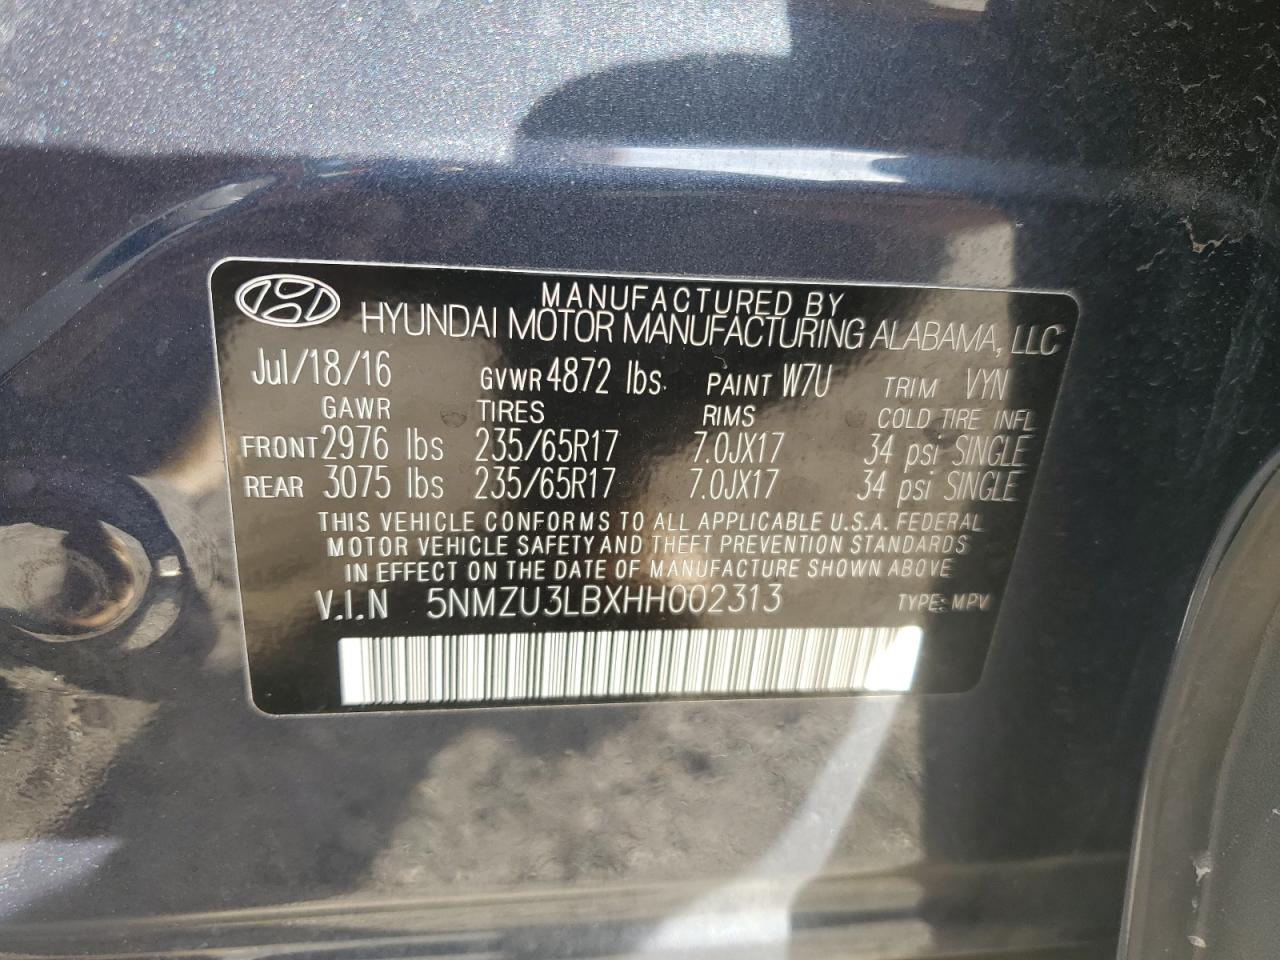 MANUFACTURED BY
HYUNDAI MOTOR MANUFACTURING ALABAMA, LLC
Jul/18/16 GVWR 4872 lbs. PAINT W7U TRIM VYN
GAWR TIRES RIMS COLD TIRE INFL
FRONT 2976 lbs 235/65R17 7.0JX17 34 psi SINGLE
REAR 3075 lbs 235/65R17 7.0JX17 34 psi SINGLE
THIS VEHICLE CONFORMS TO ALL APPLICABLE U.S.A. FEDERAL
MOTOR VEHICLE SAFETY AND THEFT PREVENTION STANDARDS
IN EFFECT ON THE DATE OF MANUFACTURE SHOWN ABOVE
V.I.N 5NMZU3LBXHH002313 TYPE: MPV